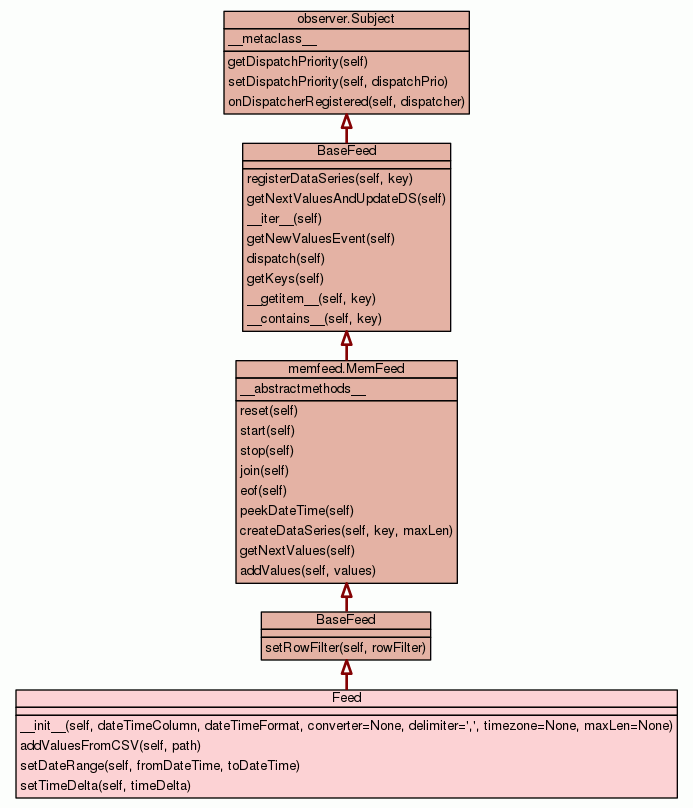 observer.Subject
__metaclass__
getDispatchPriority(self)
setDispatchPriority(self, dispatchPrio)
onDispatcherRegistered(self, dispatcher)
BaseFeed
registerDataSeries(self, key)
getNextValuesAndUpdateDS(self)
__iter__(self)
getNewValuesEvent(self)
dispatch(self)
getKeys(self)
__getitem__(self, key)
__contains__(self, key)
memfeed.MemFeed
__abstractmethods__
reset(self)
start(self)
stop(self)
join(self)
eof(self)
peekDateTime(self)
createDataSeries(self, key, maxLen)
getNextValues(self)
addValues(self, values)
BaseFeed
setRowFilter(self, rowFilter)
Feed
__init__(self, dateTimeColumn, dateTimeFormat, converter=None, delimiter=',', timezone=None, maxLen=None)
addValuesFromCSV(self, path)
setDateRange(self, fromDateTime, toDateTime)
setTimeDelta(self, timeDelta)